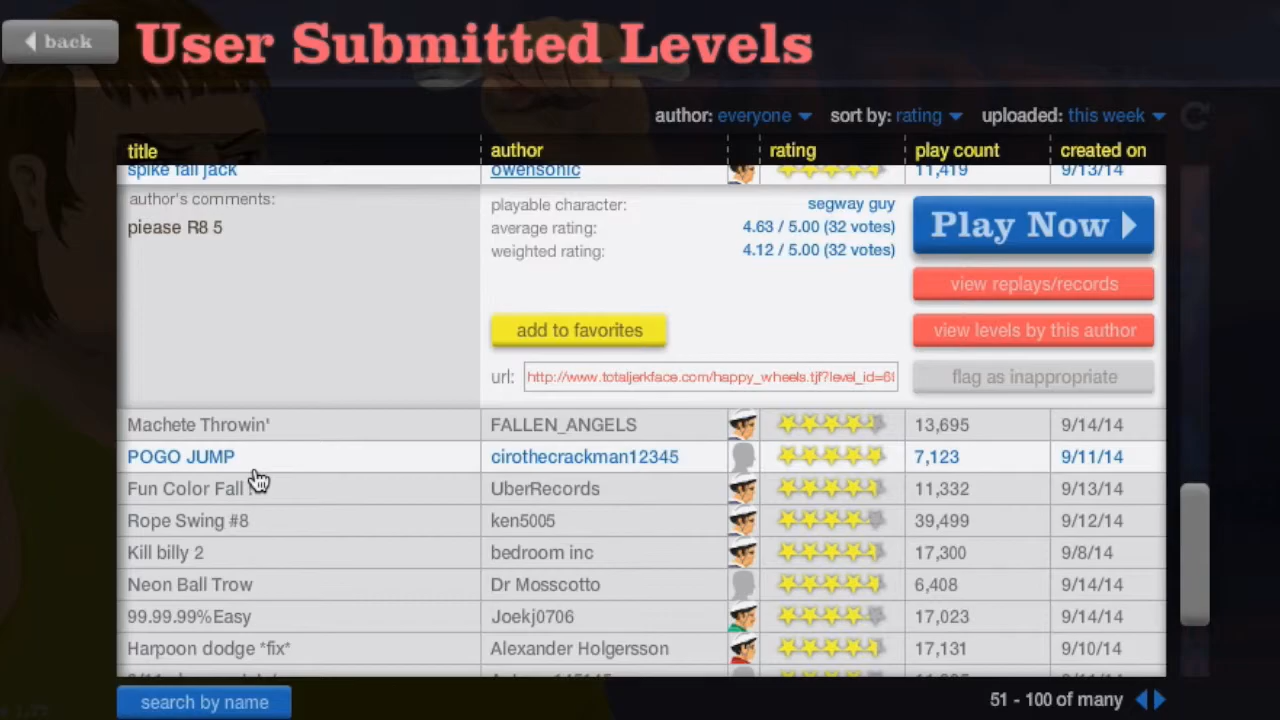 back
User Submitted Levels
author: everyone sort by: rating uploaded: this week
title author rating play count created on
spike fall jack owensonic 11,419 9/13/14
author's comments:
piease R8 5
playable character: segway guy
average rating: 4.63 / 5.00 (32 votes)
weighted rating: 4.12 / 5.00 (32 votes)
Play Now
view replays/records
add to favorites
view levels by this author
url: http://www.totaljerkface.com/happy_wheels.tjf?level_id=6
flag as inappropriate
Machete Throwin' FALLEN_ANGELS 13,695 9/14/14
POGO JUMP cirothecrackman12345 7,123 9/11/14
Fun Color Fall UberRecords 11,332 9/13/14
Rope Swing #8 ken5005 39,499 9/12/14
Kill billy 2 bedroom inc 17,300 9/8/14
Neon Ball Trow Dr Mosscotto 6,408 9/14/14
99.99.99%Easy Joekj0706 17,023 9/14/14
Harpoon dodge *fix* Alexander Holgersson 17,131 9/10/14
search by name
51 - 100 of many